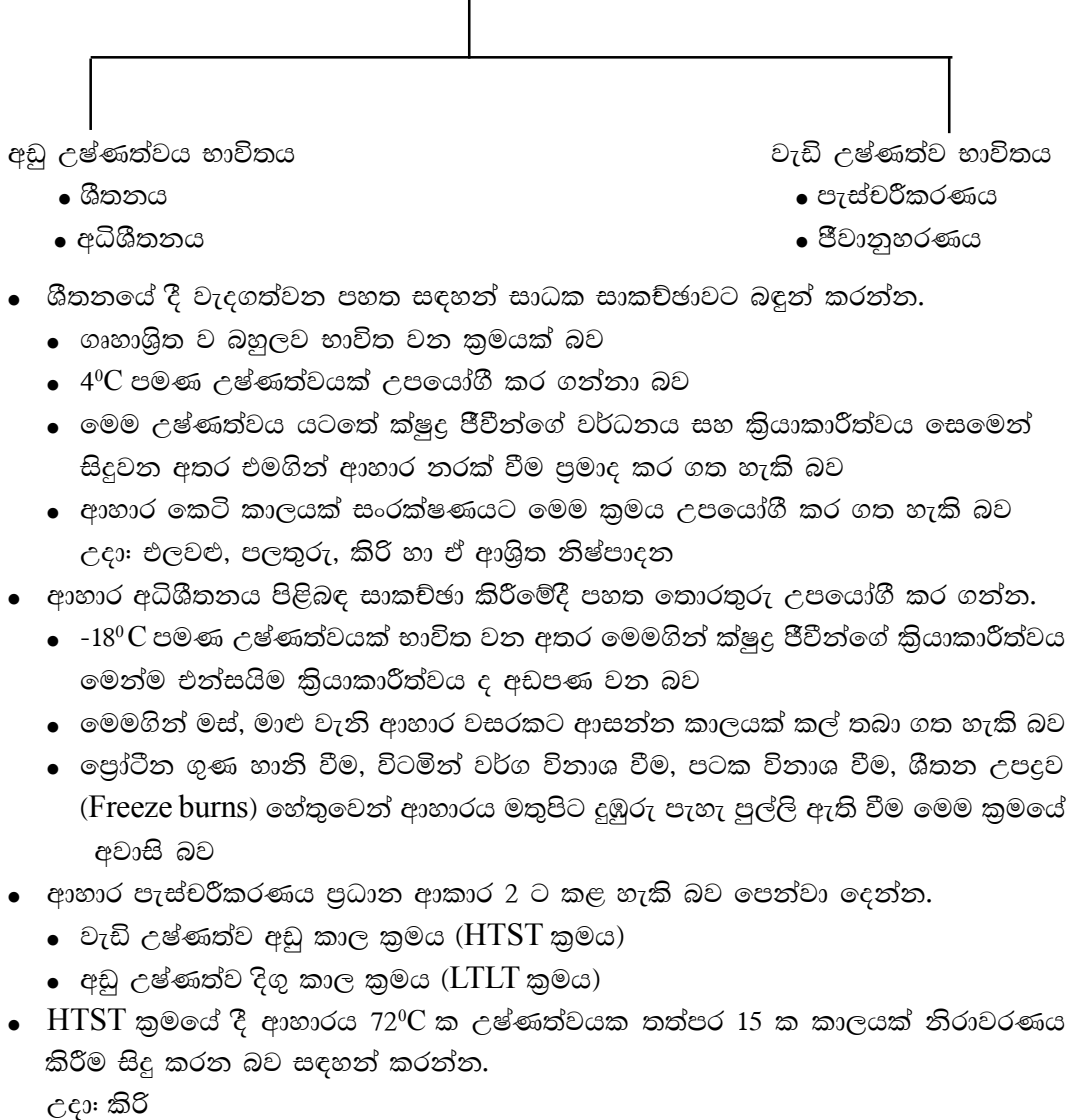 අඩු උෂ්ණත්වය භාවිතය
වැඩි උෂ්ණත්ව භාවිතය
● ශීතනය
● පැස්චරීකරණය
● අධිශීතනය
● ජීවානුහරණය
● ශීතනයේ දී වැදගත්වන පහත සඳහන් සාධක සාකච්ඡාවට බඳුන් කරන්න.
● ගෘහාශ්‍රිත ව බහුලව භාවිත වන ක්‍රමයක් බව
● 4⁰C පමණ උෂ්ණත්වයක් උපයෝගී කර ගන්නා බව
● මෙම උෂ්ණත්වය යටතේ ක්ෂුද්‍ර ජීවීන්ගේ වර්ධනය සහ ක්‍රියාකාරීත්වය සෙමෙන්
සිදුවන අතර එමගින් ආහාර නරක් වීම ප්‍රමාද කර ගත හැකි බව
● ආහාර කෙටි කාලයක් සංරක්ෂණයට මෙම ක්‍රමය උපයෝගී කර ගත හැකි බව
උදා: එලවළු, පලතුරු, කිරි හා ඒ ආශ්‍රිත නිෂ්පාදන
● ආහාර අධිශීතනය පිළිබඳ සාකච්ඡා කිරීමේදී පහත තොරතුරු උපයෝගී කර ගන්න.
● -18⁰ C පමණ උෂ්ණත්වයක් භාවිත වන අතර මෙමගින් ක්ෂුද්‍ර ජීවීන්ගේ ක්‍රියාකාරීත්වය
මෙන්ම එන්සයිම ක්‍රියාකාරීත්වය ද අඩපණ වන බව
● මෙමගින් මස්, මාළු වැනි ආහාර වසරකට ආසන්න කාලයක් කල් තබා ගත හැකි බව
● ප්‍රෝටීන ගුණ හානි වීම, විටමින් වර්ග විනාශ වීම, පටක විනාශ වීම, ශීතන උපද්‍රව
(Freeze burns) හේතුවෙන් ආහාරය මතුපිට දුඹුරු පැහැ පුල්ලි ඇති වීම මෙම ක්‍රමයේ
අවාසි බව
● ආහාර පැස්චරීකරණය ප්‍රධාන ආකාර 2 ට කළ හැකි බව පෙන්වා දෙන්න.
● වැඩි උෂ්ණත්ව අඩු කාල ක්‍රමය (HTST ක්‍රමය)
● අඩු උෂ්ණත්ව දිගු කාල ක්‍රමය (LTLT ක්‍රමය)
● HTST ක්‍රමයේ දී ආහාරය 72⁰C ක උෂ්ණත්වයක තත්පර 15 ක කාලයක් නිරාවරණය
කිරීම සිදු කරන බව සඳහන් කරන්න.
උදා: කිරි